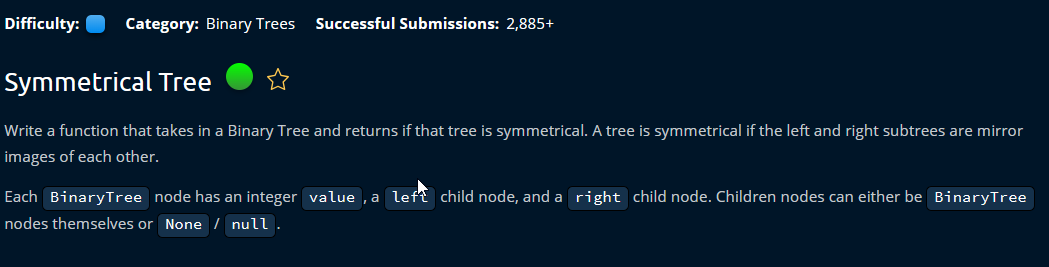 Difficulty: Category: Binary Trees Successful Submissions: 2,885+
Symmetrical Tree
Write a function that takes in a Binary Tree and returns if that tree is symmetrical. A tree is symmetrical if the left and right subtrees are mirror
images of each other.
Each BinaryTree node has an integer value, a left child node, and a right child node. Children nodes can either be BinaryTree
nodes themselves or None / null.